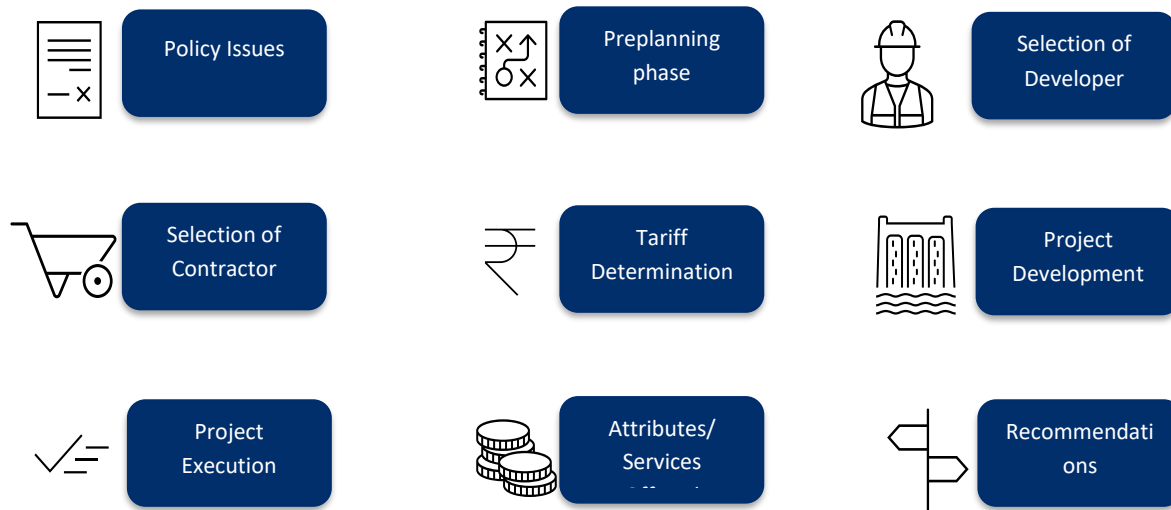 Policy Issues
Preplanning
phase
Selection of
Developer
Selection of
Contractor
Tariff
Determination
Project
Development
Project
Execution
Attributes/
Services
Recommendati
ons